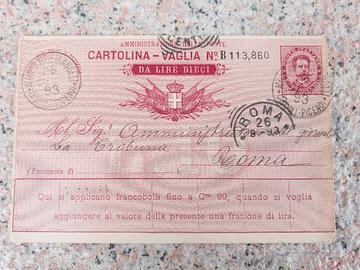 AMMINISTRAZIONE DELLE POSTE
CARTOLINA-VAGLIA N.º B 113,860
DA LIRE DIECI
93
93
ROMA
26
8-93
Al Sig. Amministratore del giornale
La Tribuna
Roma
(Provincia di
Qui si applicano francobolli fino a C.mi 99, quando si voglia
aggiungere al valore della presente una frazione di lira.